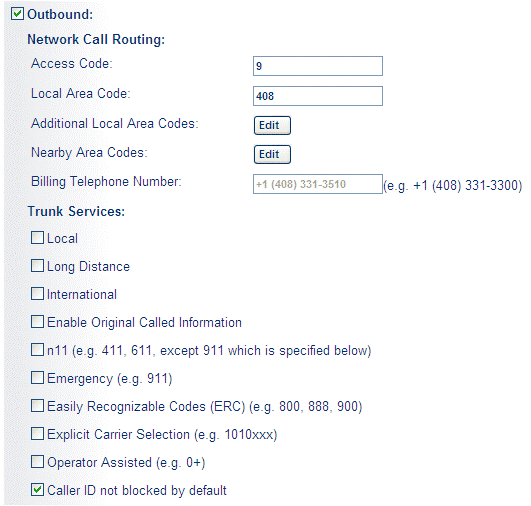 Outbound:
Network Call Routing:
Access Code: 9
Local Area Code: 408
Additional Local Area Codes: Edit
Nearby Area Codes: Edit
Billing Telephone Number: +1 (408) 331-3510 (e.g. +1 (408) 331-3300)
Trunk Services:
Local
Long Distance
International
Enable Original Called Information
n11 (e.g. 411, 611, except 911 which is specified below)
Emergency (e.g. 911)
Easily Recognizable Codes (ERC) (e.g. 800, 888, 900)
Explicit Carrier Selection (e.g. 1010xxx)
Operator Assisted (e.g. 0+)
Caller ID not blocked by default